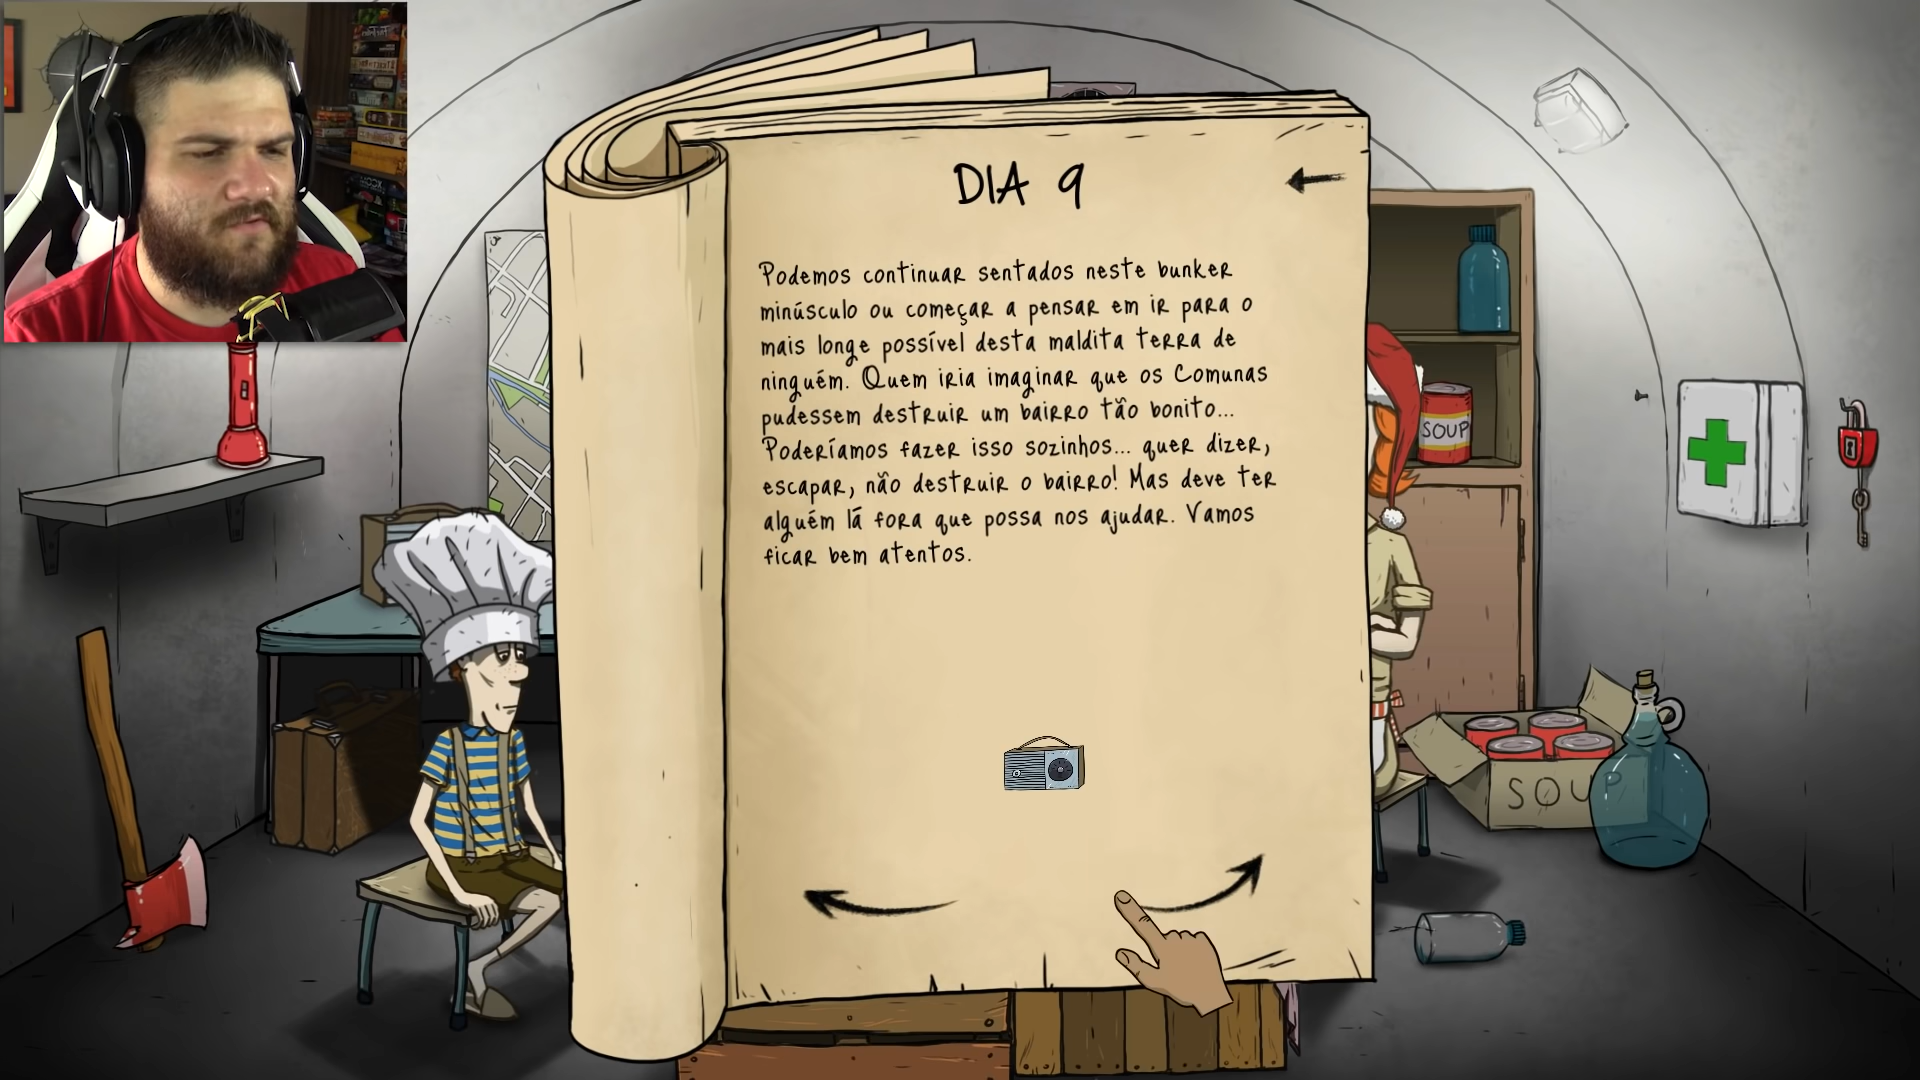 DIA 9
Podemos continuar sentados neste bunker
minúsculo ou começar a pensar em ir para o
mais longe possível desta maldita terra de
ninguém. Quem iria imaginar que os Comunas
pudessem destruir um bairro tão bonito...
Poderíamos fazer isso sozinhos... quer dizer,
escapar, não destruir o bairro! Mas deve ter
alguém lá fora que possa nos ajudar. Vamos
ficar bem atentos.
SOUP
SOUP